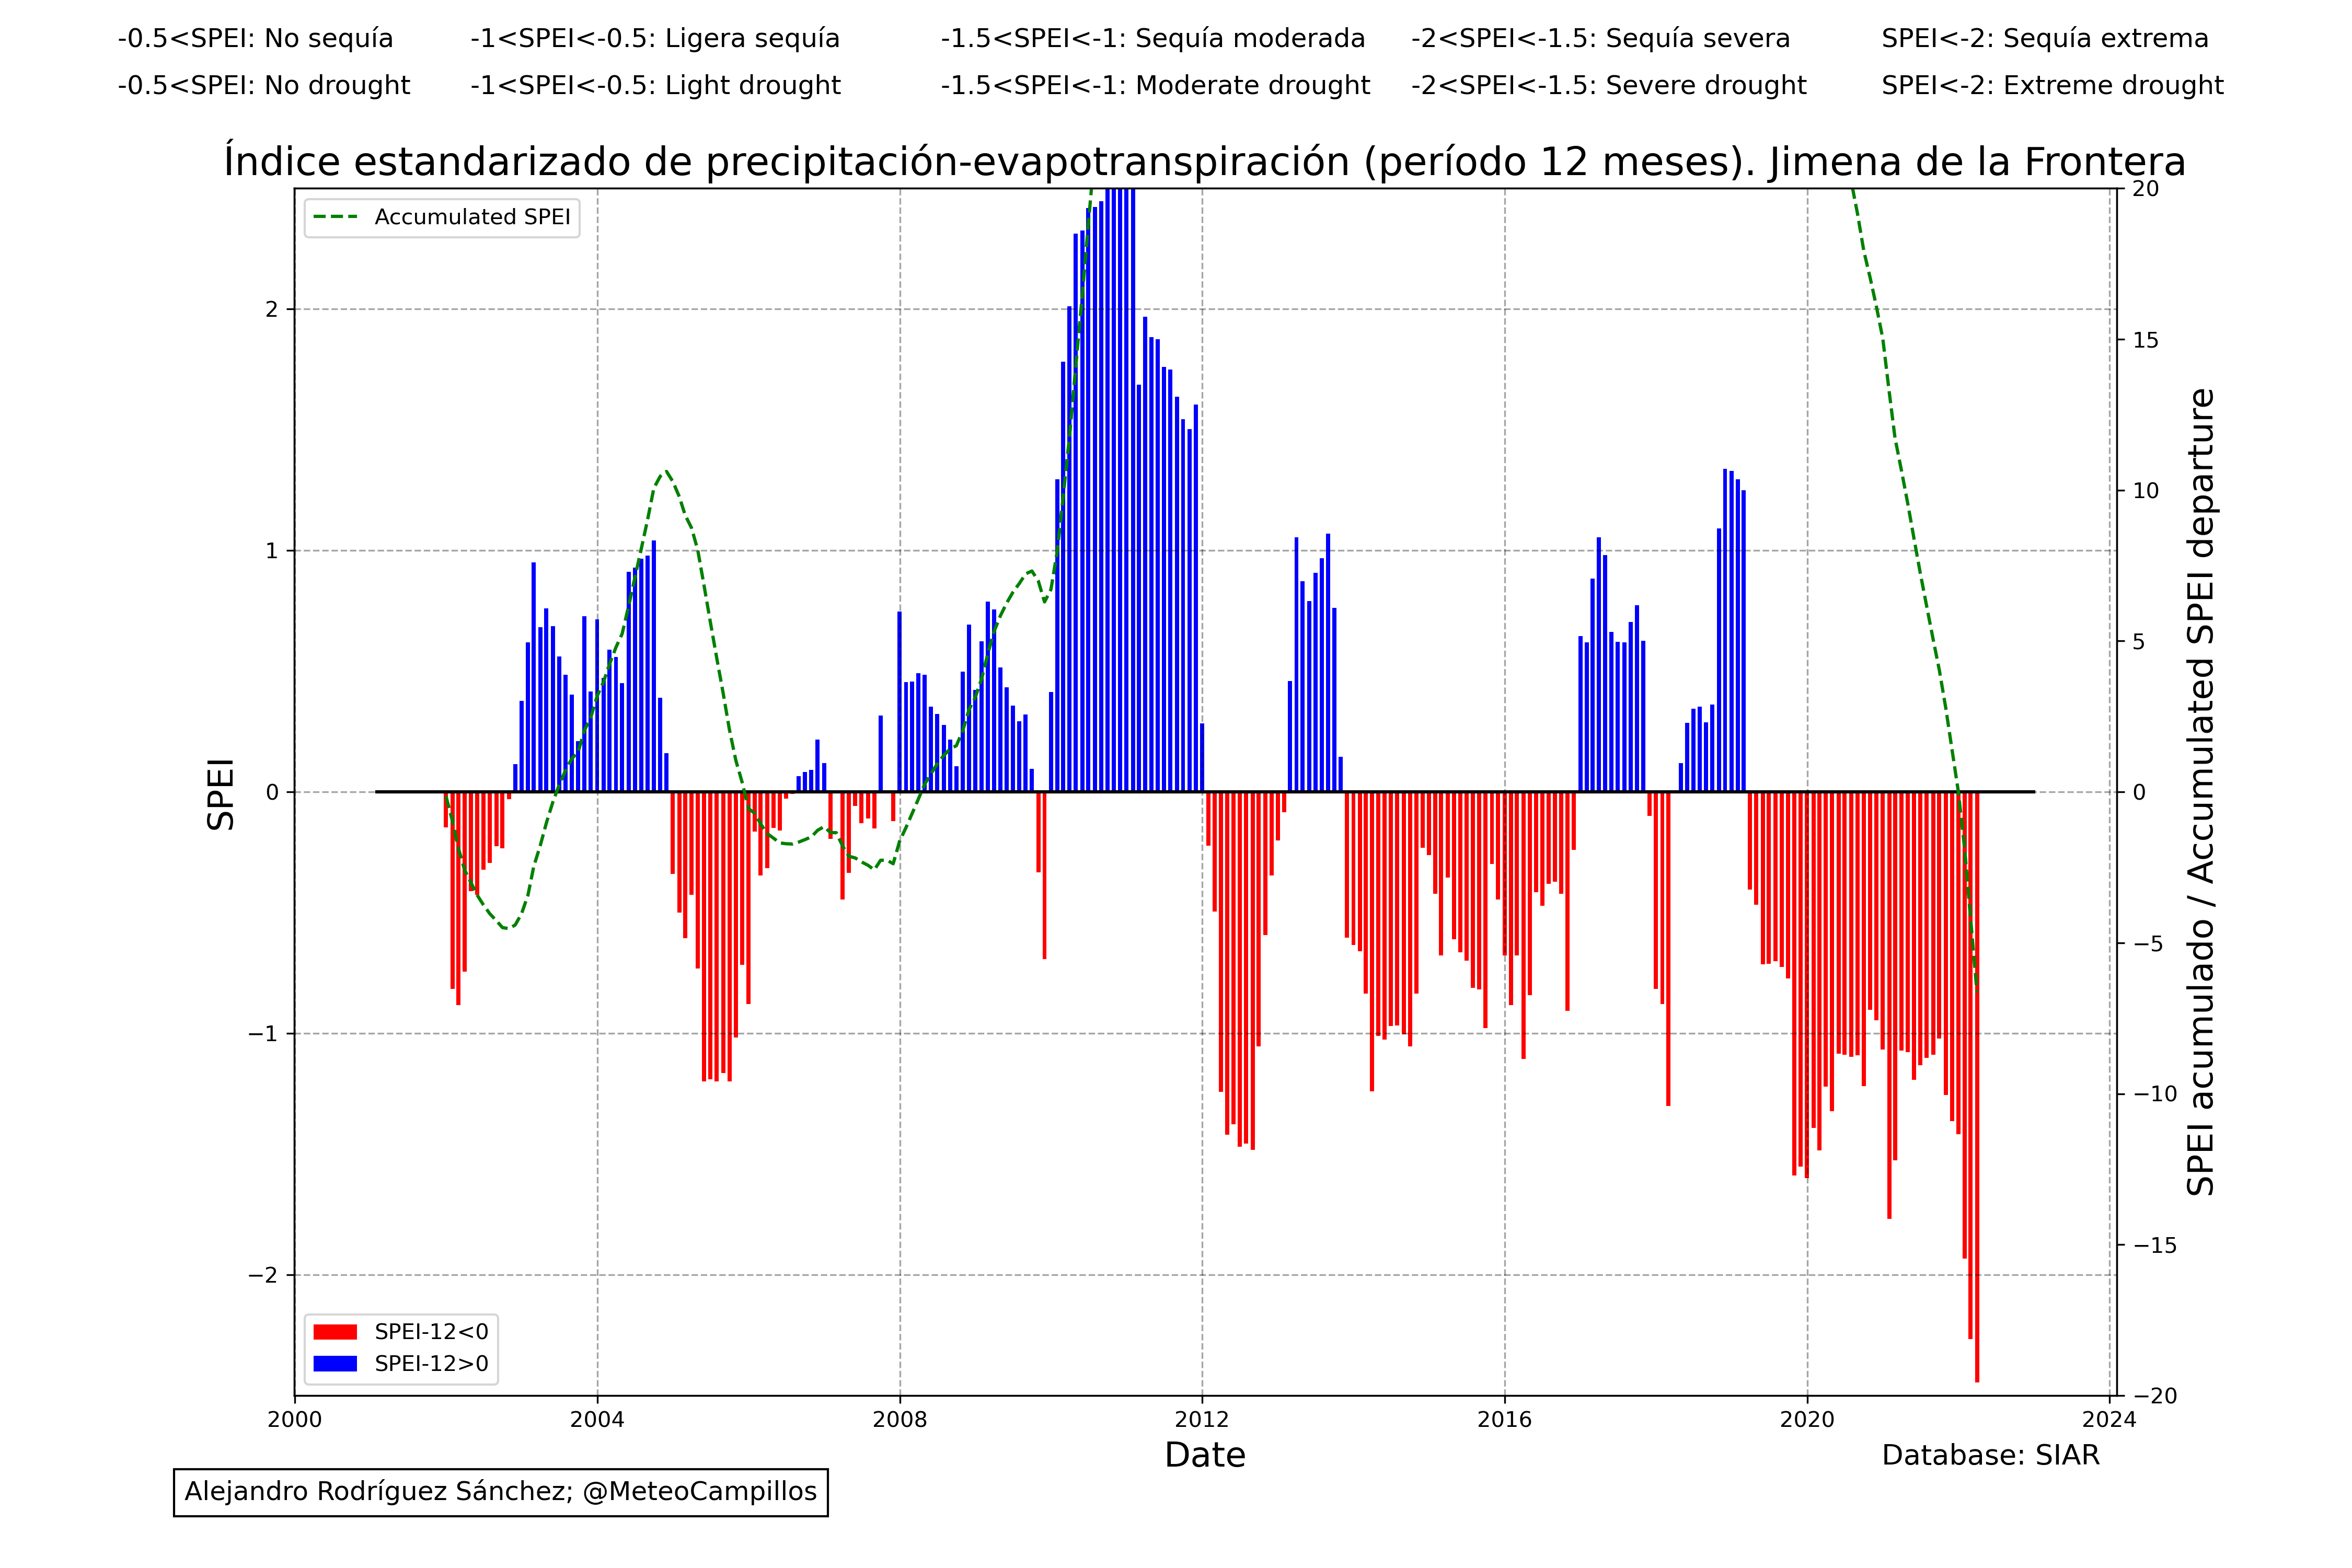 -0.5<SPEI: No sequía -1<SPEI<-0.5: Ligera sequía -1.5<SPEI<-1: Sequía moderada -2<SPEI<-1.5: Sequía severa SPEI<-2: Sequía extrema
-0.5<SPEI: No drought -1<SPEI<-0.5: Light drought -1.5<SPEI<-1: Moderate drought -2<SPEI<-1.5: Severe drought SPEI<-2: Extreme drought
Índice estandarizado de precipitación-evapotranspiración (período 12 meses). Jimena de la Frontera
Accumulated SPEI
2
1
0
−1
−2
SPEI
20
15
10
5
0
−5
−10
−15
−20
SPEI acumulado / Accumulated SPEI departure
SPEI-12<0
SPEI-12>0
2000 2004 2008 2012 2016 2020 2024
Date
Database: SIAR
Alejandro Rodríguez Sánchez; @MeteoCampillos